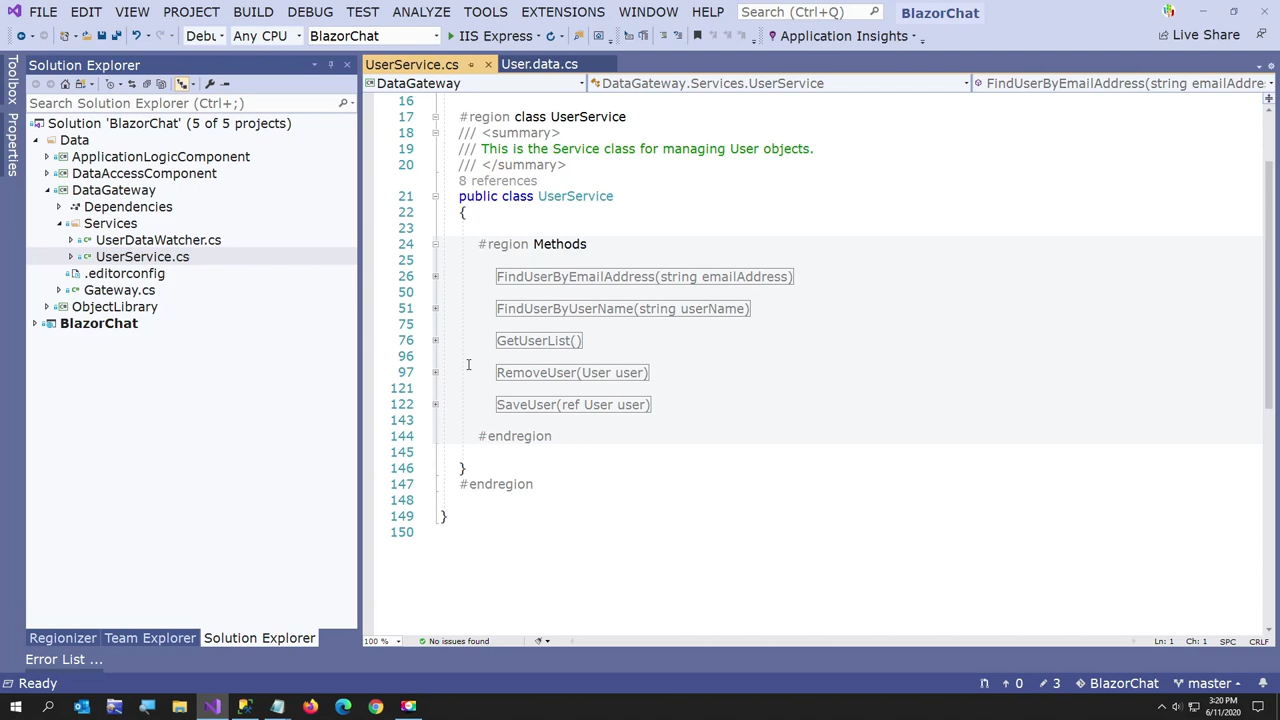 FILE EDIT VIEW PROJECT BUILD DEBUG TEST ANALYZE TOOLS EXTENSIONS WINDOW HELP Search (Ctrl+Q) BlazorChat
Debu Any CPU BlazorChat IIS Express Application Insights Live Share
Toolbox
Properties
Solution Explorer
Search Solution Explorer (Ctrl+;)
Solution 'BlazorChat' (5 of 5 projects)
Data
ApplicationLogicComponent
DataAccessComponent
DataGateway
Dependencies
Services
UserDataWatcher.cs
UserService.cs
.editorconfig
Gateway.cs
ObjectLibrary
BlazorChat
Regionizer Team Explorer Solution Explorer
UserService.cs User.data.cs
DataGateway DataGateway.Services.UserService FindUserByEmailAddress(string emailAddre
16
17 #region class UserService
18 /// <summary>
19 /// This is the Service class for managing User objects.
20 /// </summary>
8 references
21 public class UserService
22 {
23
24 #region Methods
25
26 FindUserByEmailAddress(string emailAddress)
50
51 FindUserByUserName(string userName)
75
76 GetUserList()
96
97 RemoveUser(User user)
121
122 SaveUser(ref User user)
143
144 #endregion
145
146 }
147 #endregion
148
149 }
150
100 % No issues found Ln: 1 Ch: 1 SPC CRLF
Error List ...
Ready 0 3 BlazorChat master
3:20 PM
6/11/2020